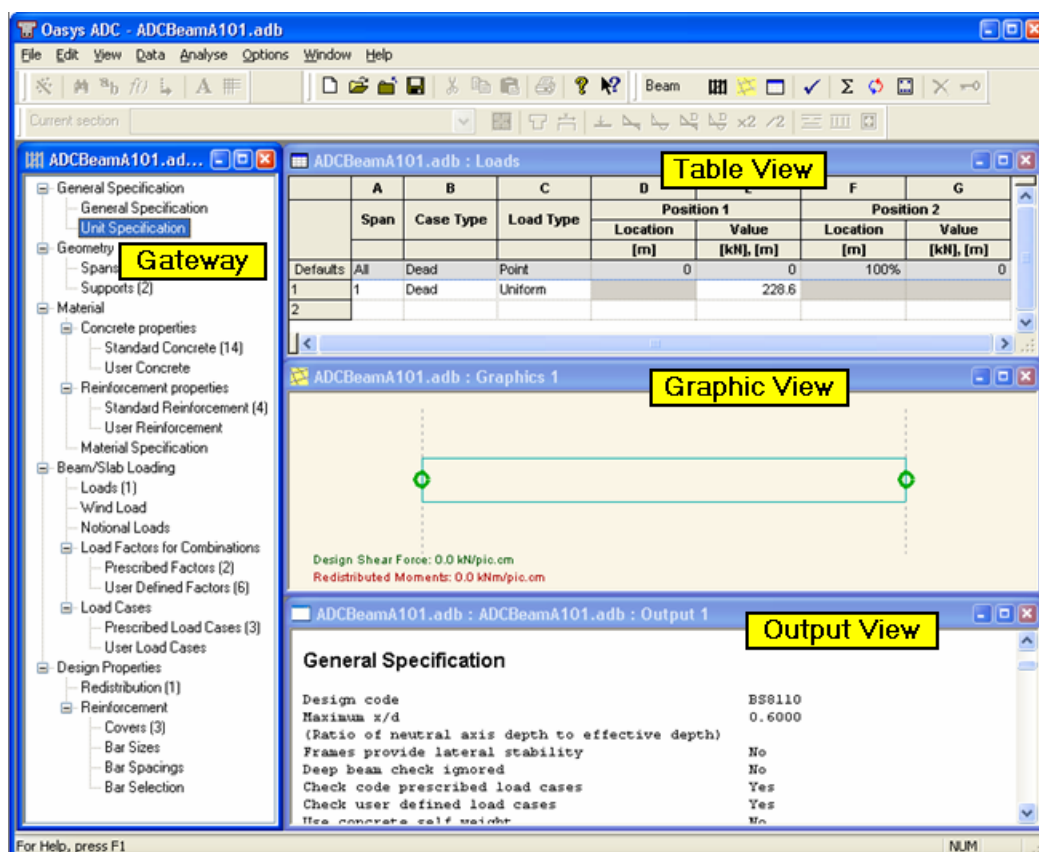 Oasys ADC - ADCBeamA101.adb
File Edit View Data Analyse Options Window Help
Beam
Current section
ADCBeamA101.ad...
General Specification
General Specification
Unit Specification
Geometry
Gateway
Spans
Supports (2)
Material
Concrete properties
Standard Concrete (14)
User Concrete
Reinforcement properties
Standard Reinforcement (4)
User Reinforcement
Material Specification
Beam/Slab Loading
Loads (1)
Wind Load
Notional Loads
Load Factors for Combinations
Prescribed Factors (2)
User Defined Factors (6)
Load Cases
Prescribed Load Cases (3)
User Load Cases
Design Properties
Redistribution (1)
Reinforcement
Covers (3)
Bar Sizes
Bar Spacings
Bar Selection
ADCBeamA101.adb : Loads
Table View
A B C D F G
Span Case Type Load Type Position 1 Position 2
Location Value Location Value
[m] [kN], [m] [m] [kN], [m]
Defaults All Dead Point 0 0 100% 0
1 1 Dead Uniform 228.6
2
ADCBeamA101.adb : Graphics 1
Graphic View
Design Shear Force: 0.0 kN/pic.cm
Redistributed Moments: 0.0 kNm/pic.cm
ADCBeamA101.adb : ADCBeamA101.adb : Output 1
Output View
General Specification
Design code BS8110
Maximum x/d 0.6000
(Ratio of neutral axis depth to effective depth)
Frames provide lateral stability No
Deep beam check ignored No
Check code prescribed load cases Yes
Check user defined load cases Yes
Use concrete self weight No
For Help, press F1
NUM